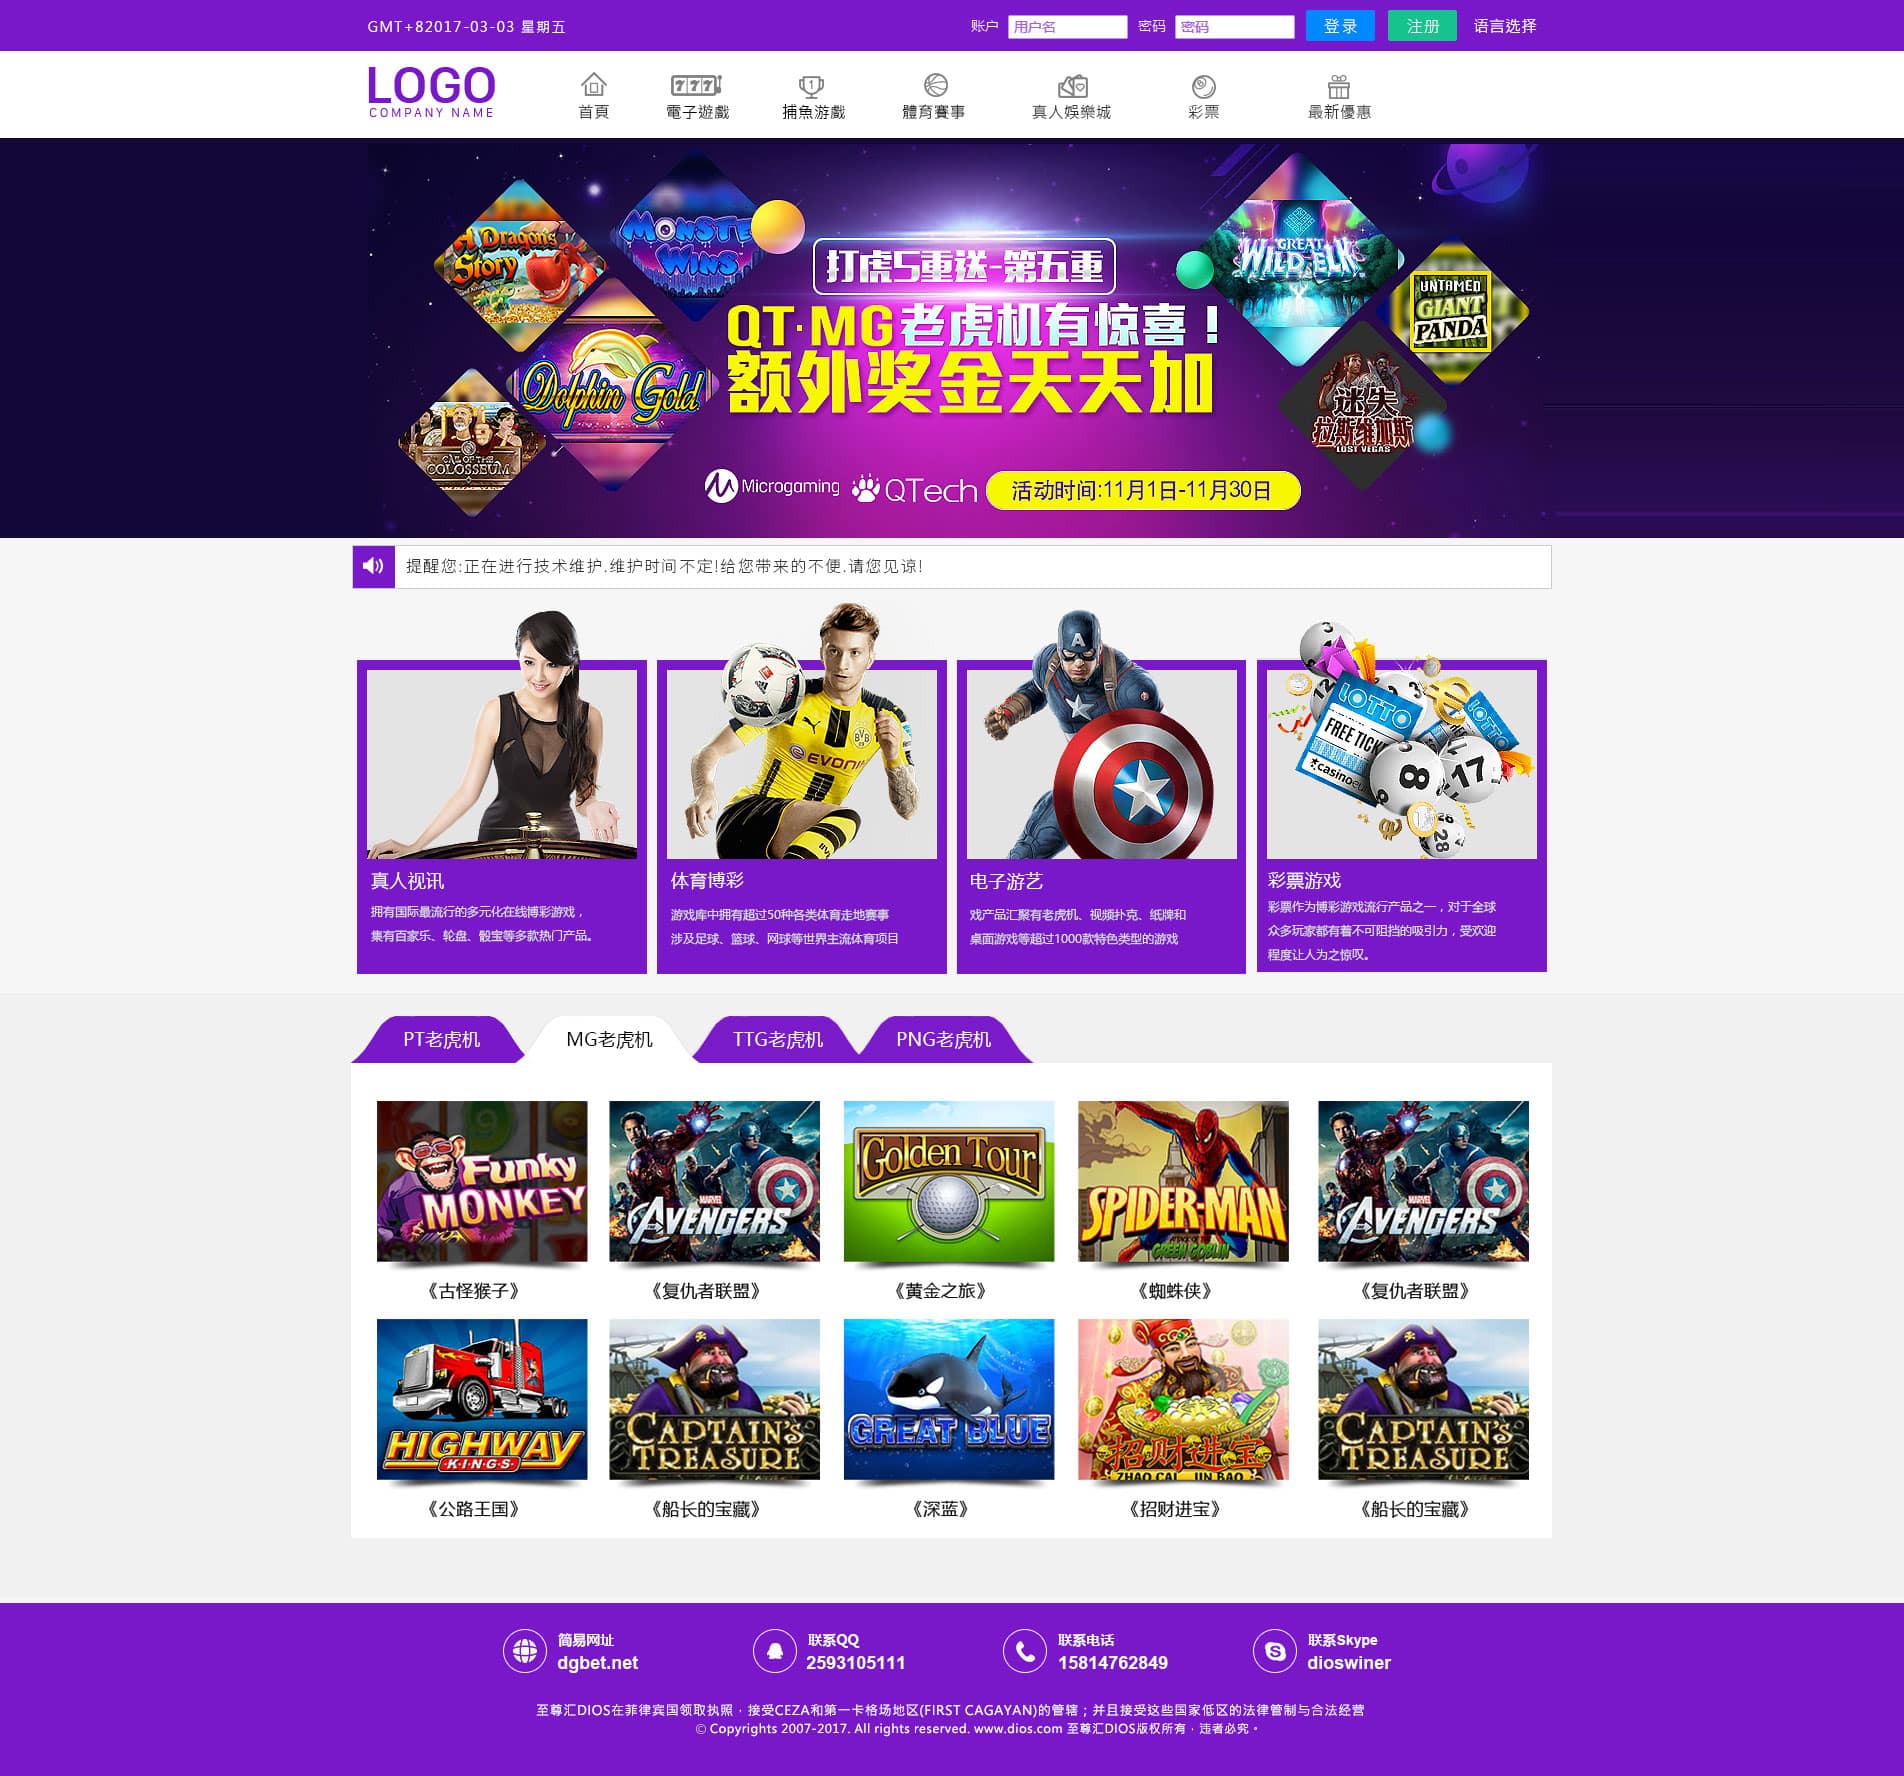 GMT+82017-03-03 星期五
账户 用户名 密码 密码 登录 注册 语言选择
LOGO
COMPANY NAME
首頁 電子遊戲 捕魚游戲 體育賽事 真人娛樂城 彩票 最新優惠
A Dragon's Story
MONSTE
WINS
Dolphin Gold
CALL OF THE
COLOSSEUM
打虎5重送-第五重
QT·MG老虎机有惊喜!
额外奖金天天加
Microgaming QTech 活动时间:11月1日-11月30日
GREAT
WILD ELK
UNTAMED
GIANT
PANDA
迷失
拉斯维加斯
LOST VEGAS
提醒您:正在进行技术维护.维护时间不定!给您带来的不便.请您见谅!
BVB
09
EVONIK
A
LOTTO
FREE TICK
casinoeu
LOTTO
3
12
8
17
28
真人视讯
拥有国际最流行的多元化在线博彩游戏，
集有百家乐、轮盘、骰宝等多款热门产品。
体育博彩
游戏库中拥有超过50种各类体育走地赛事
涉及足球、篮球、网球等世界主流体育项目
电子游艺
戏产品汇聚有老虎机、视频扑克、纸牌和
桌面游戏等超过1000款特色类型的游戏
彩票游戏
彩票作为博彩游戏流行产品之一，对于全球
众多玩家都有着不可阻挡的吸引力，受欢迎
程度让人为之惊叹。
PT老虎机 MG老虎机 TTG老虎机 PNG老虎机
Funky
MONKEY
MARVEL
THE AVENGERS
Golden Tour
SPIDER-MAN
ATTACK OF THE
GREEN GOBLIN
MARVEL
THE AVENGERS
《古怪猴子》 《复仇者联盟》 《黄金之旅》 《蜘蛛侠》 《复仇者联盟》
HIGHWAY
KINGS
CAPTAIN'S
TREASURE
GREAT BLUE
招财进宝
ZHAO CAI JIN BAO
CAPTAIN'S
TREASURE
《公路王国》 《船长的宝藏》 《深蓝》 《招财进宝》 《船长的宝藏》
简易网址
dgbet.net
联系QQ
2593105111
联系电话
15814762849
联系Skype
dioswiner
至尊汇DIOS在菲律宾国领取执照，接受CEZA和第一卡格场地区(FIRST CAGAYAN)的管辖；并且接受这些国家低区的法律管制与合法经营
© Copyrights 2007-2017. All rights reserved. www.dios.com 至尊汇DIOS版权所有，违者必究。